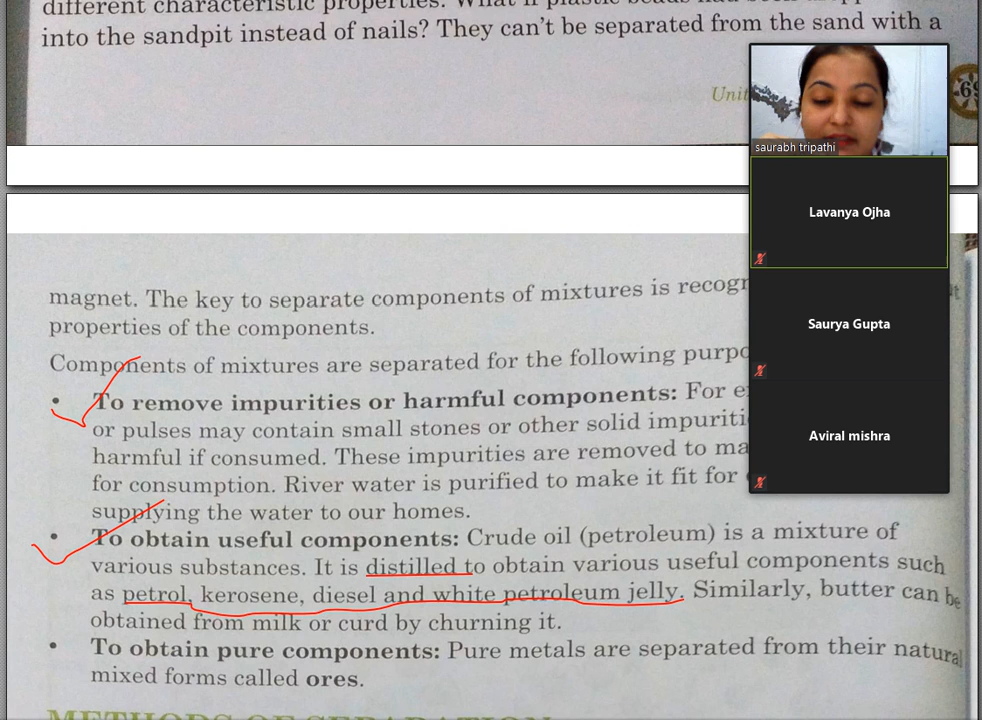 different characteristic properties. What if plastic beads had been
into the sandpit instead of nails? They can't be separated from the sand with a
Unit
69
saurabh tripathi
Lavanya Ojha
Saurya Gupta
Aviral mishra
magnet. The key to separate components of mixtures is
properties of the components.
Components of mixtures are separated for the following
• To remove impurities or harmful components: For
or pulses may contain small stones or other solid
harmful if consumed. These impurities are removed to
for consumption. River water is purified to make it fit for
supplying the water to our homes.
• To obtain useful components: Crude oil (petroleum) is a mixture of
various substances. It is distilled to obtain various useful components such
as petrol, kerosene, diesel and white petroleum jelly. Similarly, butter can be
obtained from milk or curd by churning it.
• To obtain pure components: Pure metals are separated from their natural
mixed forms called ores.
METHODS OF SEPARATION